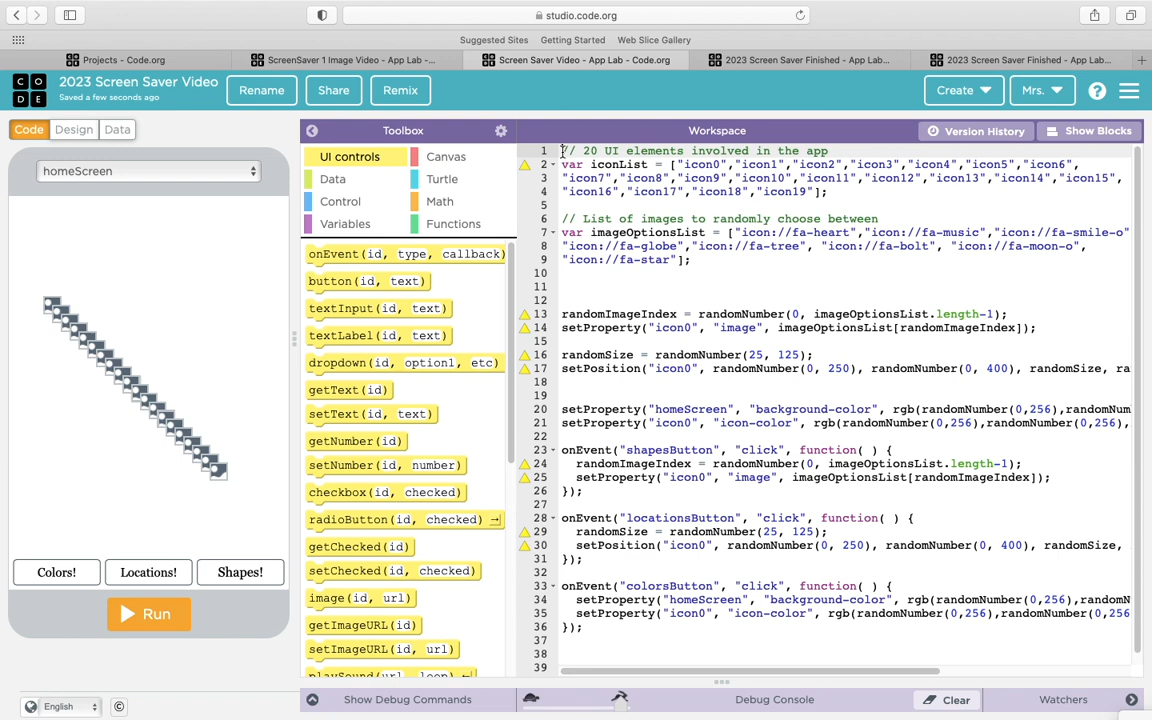 studio.code.org
Suggested Sites Getting Started Web Slice Gallery
Projects - Code.org
ScreenSaver 1 Image Video - App Lab -...
Screen Saver Video - App Lab - Code.org
2023 Screen Saver Finished - App Lab...
2023 Screen Saver Finished - App Lab...
CODE
2023 Screen Saver Video
Saved a few seconds ago
Rename
Share
Remix
Create
Mrs.
?
Code Design Data
Toolbox
Workspace
Version History
Show Blocks
homeScreen
Colors!
Locations!
Shapes!
Run
UI controls
Canvas
Data
Turtle
Control
Math
Variables
Functions
onEvent(id, type, callback)
button(id, text)
textInput(id, text)
textLabel(id, text)
dropdown(id, option1, etc)
getText(id)
setText(id, text)
getNumber(id)
setNumber(id, number)
checkbox(id, checked)
radioButton(id, checked)
getChecked(id)
setChecked(id, checked)
image(id, url)
getImageURL(id)
setImageURL(id, url)
playSound(url, loop)
1 // 20 UI elements involved in the app
2 var iconList = ["icon0","icon1","icon2","icon3","icon4","icon5","icon6",
3 "icon7","icon8","icon9","icon10","icon11","icon12","icon13","icon14","icon15",
4 "icon16","icon17","icon18","icon19"];
5
6 // List of images to randomly choose between
7 var imageOptionsList = ["icon://fa-heart","icon://fa-music","icon://fa-smile-o"
8 "icon://fa-globe","icon://fa-tree", "icon://fa-bolt", "icon://fa-moon-o",
9 "icon://fa-star"];
10
11
12
13 randomImageIndex = randomNumber(0, imageOptionsList.length-1);
14 setProperty("icon0", "image", imageOptionsList[randomImageIndex]);
15
16 randomSize = randomNumber(25, 125);
17 setPosition("icon0", randomNumber(0, 250), randomNumber(0, 400), randomSize, ra
18
19
20 setProperty("homeScreen", "background-color", rgb(randomNumber(0,256),randomNum
21 setProperty("icon0", "icon-color", rgb(randomNumber(0,256),randomNumber(0,256),
22
23 onEvent("shapesButton", "click", function( ) {
24 randomImageIndex = randomNumber(0, imageOptionsList.length-1);
25 setProperty("icon0", "image", imageOptionsList[randomImageIndex]);
26 });
27
28 onEvent("locationsButton", "click", function( ) {
29 randomSize = randomNumber(25, 125);
30 setPosition("icon0", randomNumber(0, 250), randomNumber(0, 400), randomSize,
31 });
32
33 onEvent("colorsButton", "click", function( ) {
34 setProperty("homeScreen", "background-color", rgb(randomNumber(0,256),randomN
35 setProperty("icon0", "icon-color", rgb(randomNumber(0,256),randomNumber(0,256
36 });
37
38
39
English
©
Show Debug Commands
Debug Console
Clear
Watchers